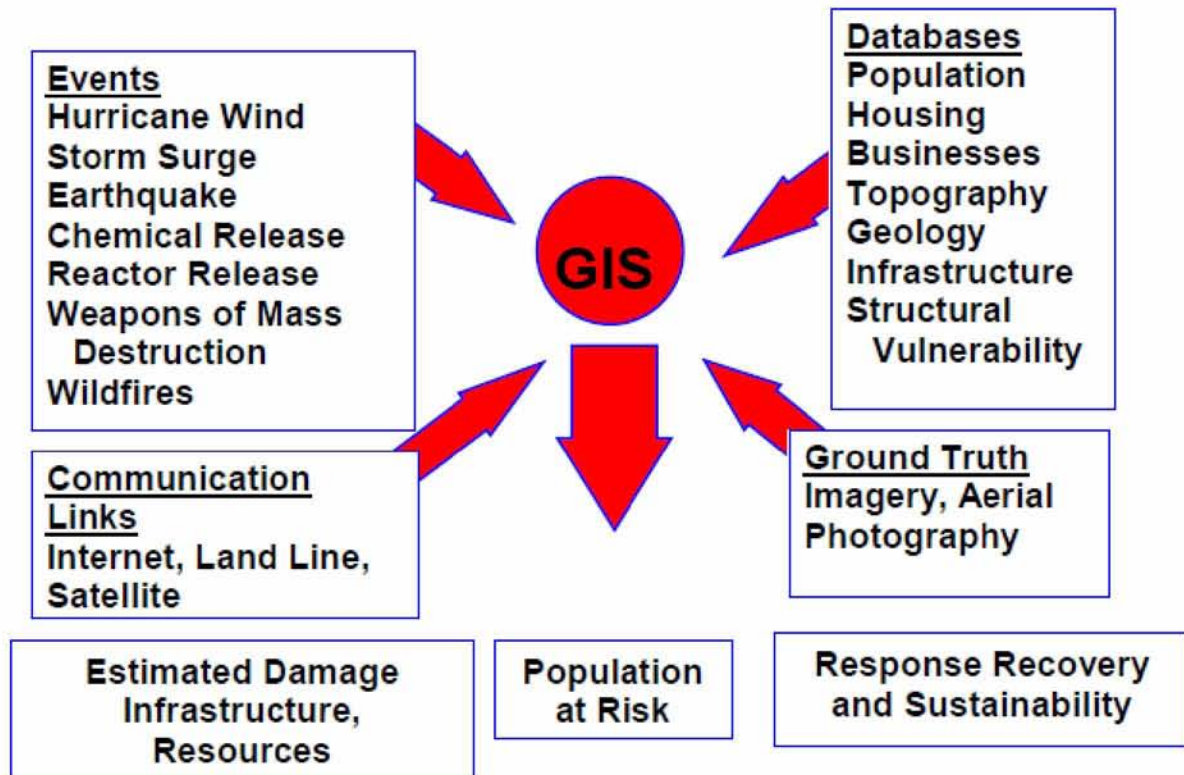 Events
Hurricane Wind
Storm Surge
Earthquake
Chemical Release
Reactor Release
Weapons of Mass
Destruction
Wildfires
GIS
Databases
Population
Housing
Businesses
Topography
Geology
Infrastructure
Structural
Vulnerability
Communication
Links
Internet, Land Line,
Satellite
Ground Truth
Imagery, Aerial
Photography
Estimated Damage
Infrastructure,
Resources
Population
at Risk
Response Recovery
and Sustainability